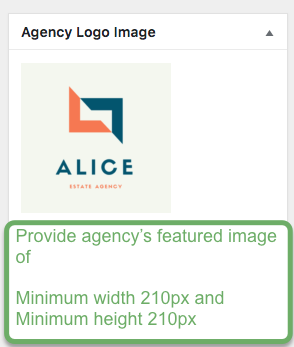 Agency Logo Image
ALICE
ESTATE AGENCY
Provide agency's featured image
of
Minimum width 210px and
Minimum height 210px